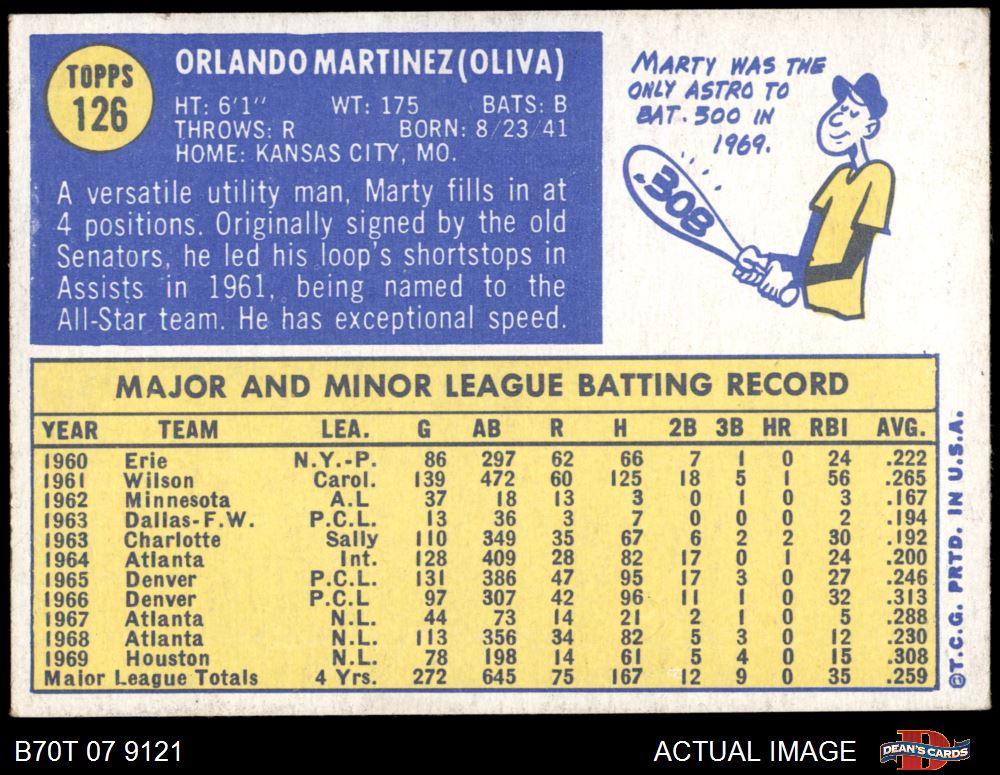 TOPPS
126
ORLANDO MARTINEZ (OLIVA)
HT: 6'1" WT: 175 BATS: B
THROWS: R BORN: 8/23/41
HOME: KANSAS CITY, MO.
A versatile utility man, Marty fills in at
4 positions. Originally signed by the old
Senators, he led his loop's shortstops in
Assists in 1961, being named to the
All-Star team. He has exceptional speed.
MARTY WAS THE
ONLY ASTRO TO
BAT .300 IN
1969.
.308
MAJOR AND MINOR LEAGUE BATTING RECORD
YEAR TEAM LEA. G AB R H 2B 3B HR RBI AVG.
1960 Erie N.Y.-P. 86 297 62 66 7 1 0 24 .222
1961 Wilson Carol. 139 472 60 125 18 5 1 56 .265
1962 Minnesota A.L 37 18 13 3 0 1 0 3 .167
1963 Dallas-F.W. P.C.L. 13 36 3 7 0 0 0 2 .194
1963 Charlotte Sally 110 349 35 67 6 2 2 30 .192
1964 Atlanta Int. 128 409 28 82 17 0 1 24 .200
1965 Denver P.C.L. 131 386 47 95 17 3 0 27 .246
1966 Denver P.C.L 97 307 42 96 11 1 0 32 .313
1967 Atlanta N.L. 44 73 14 21 2 1 0 5 .288
1968 Atlanta N.L. 113 356 34 82 5 3 0 12 .230
1969 Houston N.L. 78 198 14 61 5 4 0 15 .308
Major League Totals 4 Yrs. 272 645 75 167 12 9 0 35 .259
©T.C.G. PRTD. IN U.S.A.
B70T 07 9121 ACTUAL IMAGE
DEAN'S CARDS